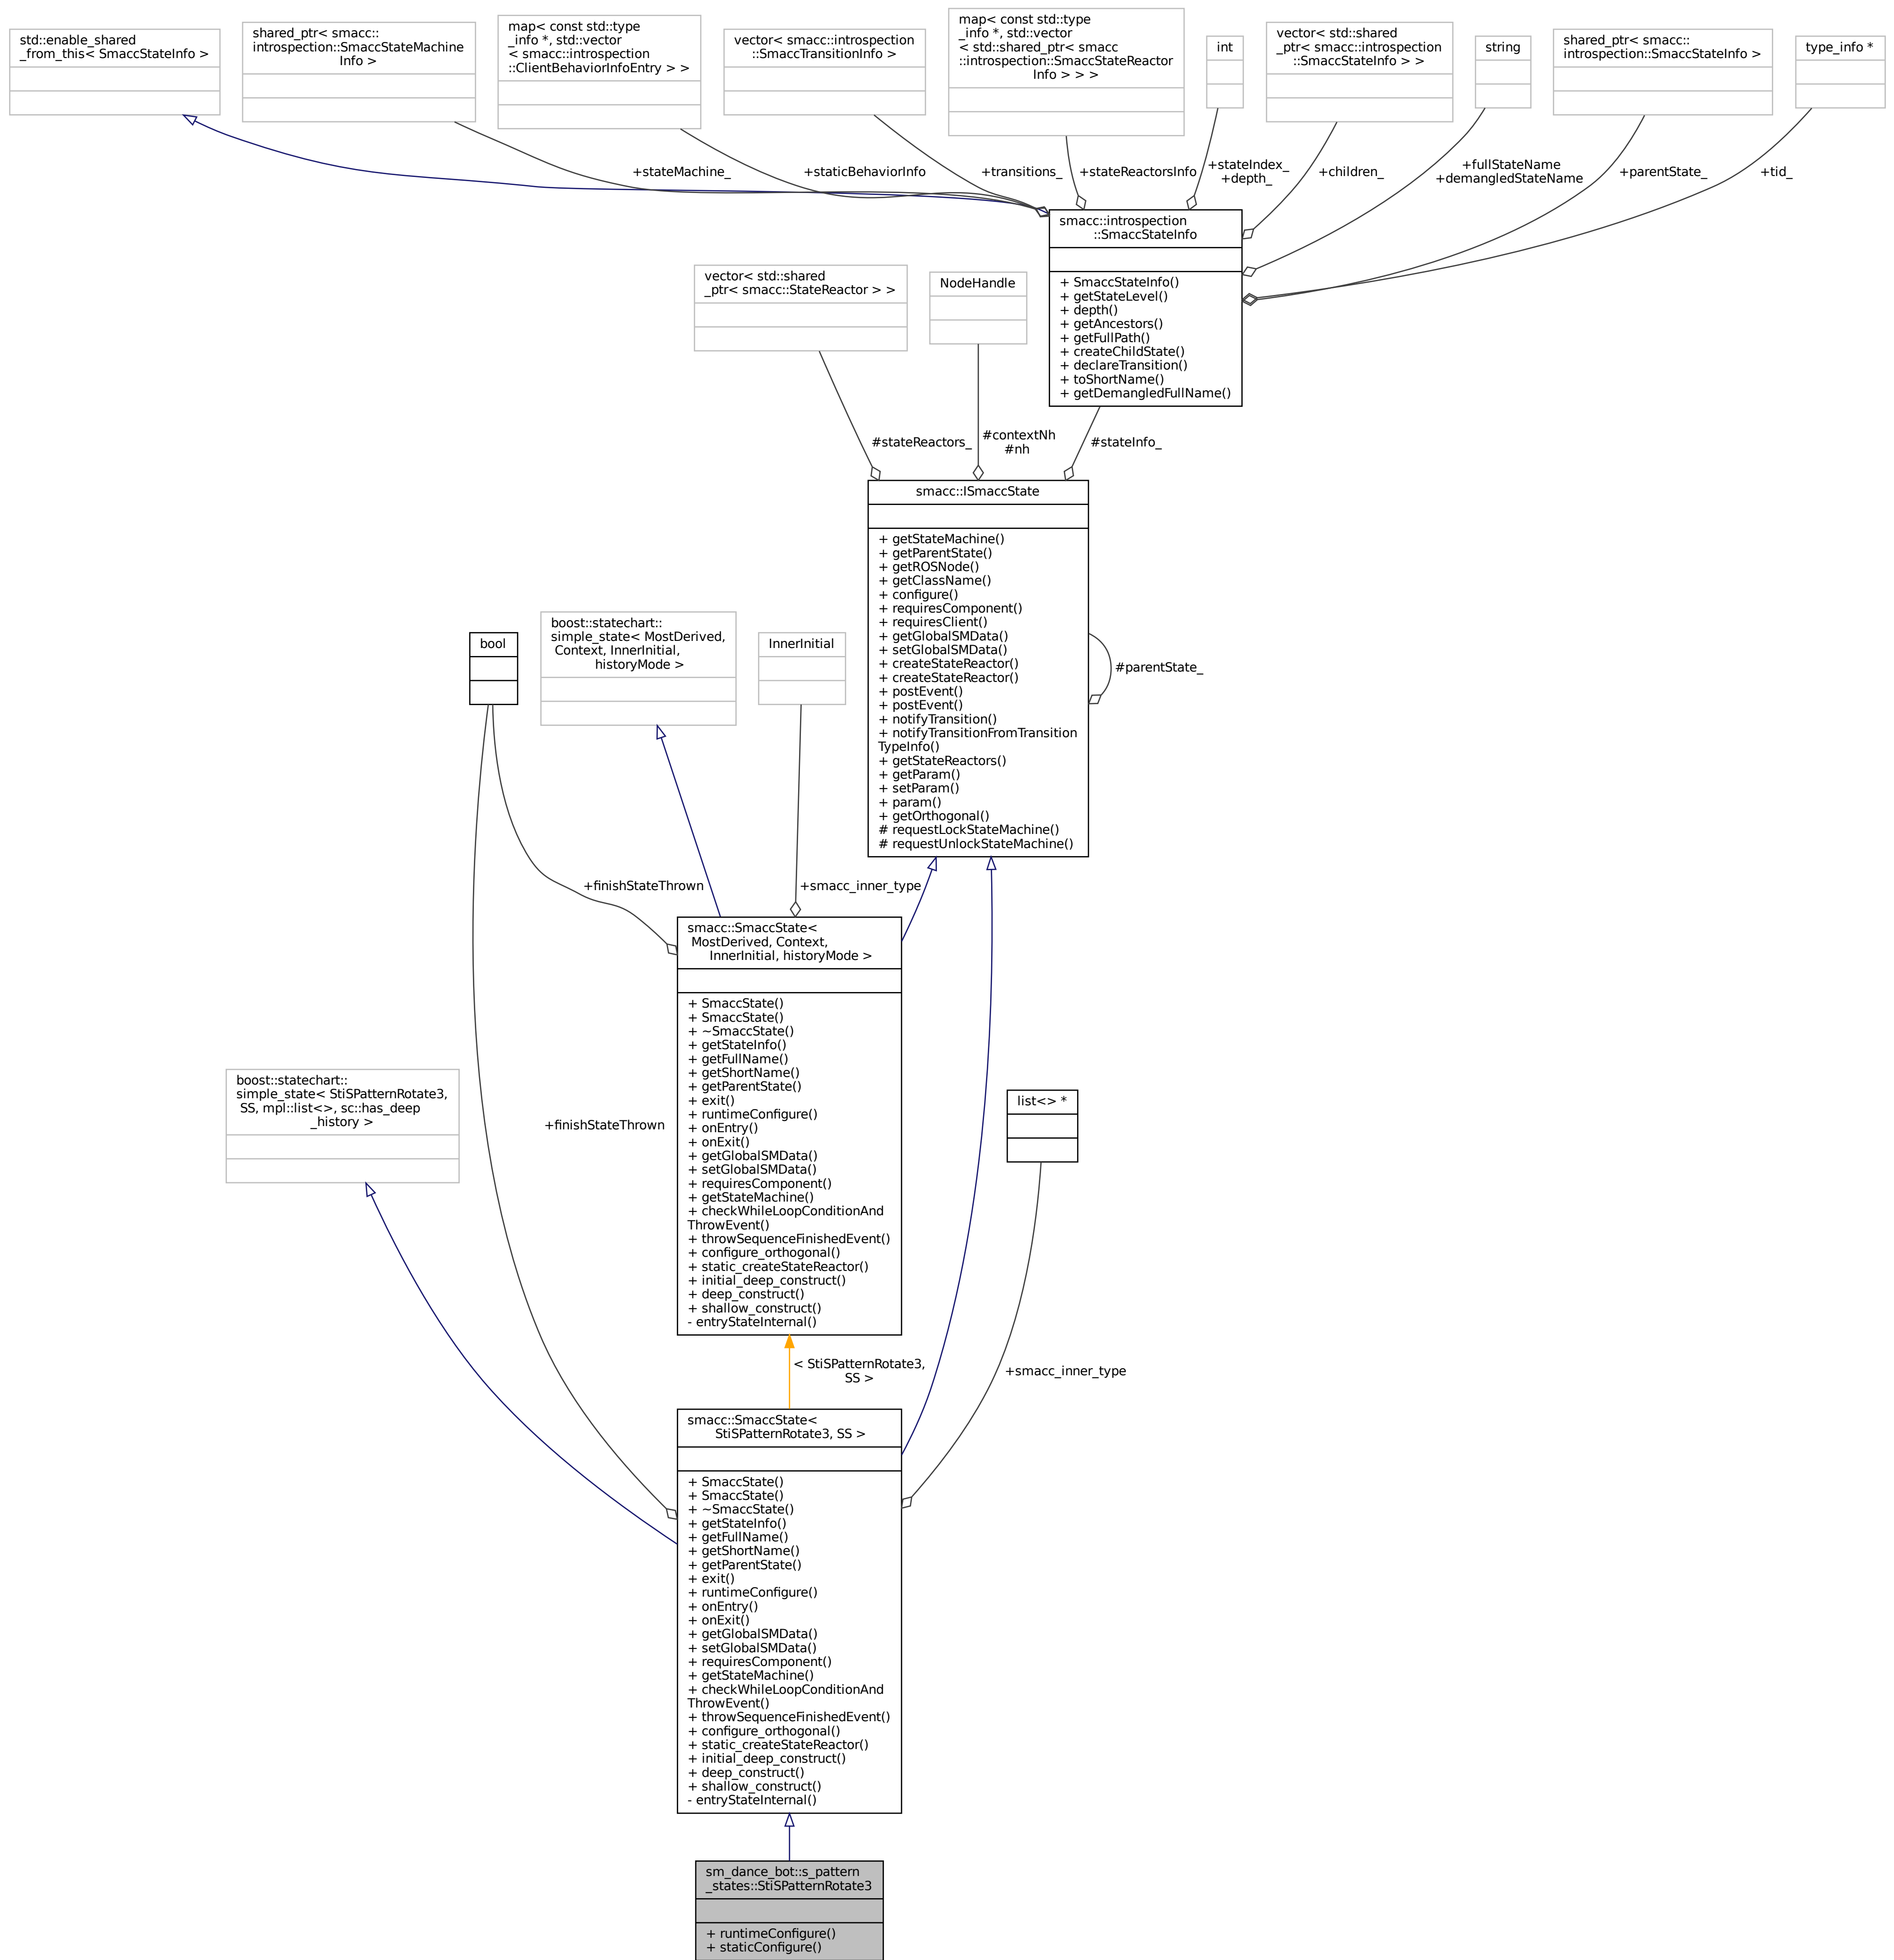 std::enable_shared
_from_this< SmaccStateInfo >
shared_ptr< smacc::
introspection::SmaccStateMachine
Info >
map< const std::type
_info *, std::vector
< smacc::introspection
::ClientBehaviorInfoEntry > >
vector< smacc::introspection
::SmaccTransitionInfo >
map< const std::type
_info *, std::vector
< std::shared_ptr< smacc
::introspection::SmaccStateReactor
Info > > >
int
vector< std::shared
_ptr< smacc::introspection
::SmaccStateInfo > >
string
shared_ptr< smacc::
introspection::SmaccStateInfo >
type_info *
+stateMachine_
+staticBehaviorInfo
+transitions_
+stateReactorsInfo
+stateIndex_
+depth_
+children_
+fullStateName
+demangledStateName
+parentState_
+tid_
smacc::introspection
::SmaccStateInfo
+ SmaccStateInfo()
+ getStateLevel()
+ depth()
+ getAncestors()
+ getFullPath()
+ createChildState()
+ declareTransition()
+ toShortName()
+ getDemangledFullName()
vector< std::shared
_ptr< smacc::StateReactor > >
NodeHandle
#stateReactors_
#contextNh
#nh
#stateInfo_
smacc::ISmaccState
+ getStateMachine()
+ getParentState()
+ getROSNode()
+ getClassName()
+ configure()
+ requiresComponent()
+ requiresClient()
+ getGlobalSMData()
+ setGlobalSMData()
+ createStateReactor()
+ createStateReactor()
+ postEvent()
+ postEvent()
+ notifyTransition()
+ notifyTransitionFromTransition
TypeInfo()
+ getStateReactors()
+ getParam()
+ setParam()
+ param()
+ getOrthogonal()
# requestLockStateMachine()
# requestUnlockStateMachine()
#parentState_
bool
boost::statechart::
simple_state< MostDerived,
Context, InnerInitial,
historyMode >
InnerInitial
+finishStateThrown
+smacc_inner_type
smacc::SmaccState<
MostDerived, Context,
InnerInitial, historyMode >
+ SmaccState()
+ SmaccState()
+ ~SmaccState()
+ getStateInfo()
+ getFullName()
+ getShortName()
+ getParentState()
+ exit()
+ runtimeConfigure()
+ onEntry()
+ onExit()
+ getGlobalSMData()
+ setGlobalSMData()
+ requiresComponent()
+ getStateMachine()
+ checkWhileLoopConditionAnd
ThrowEvent()
+ throwSequenceFinishedEvent()
+ configure_orthogonal()
+ static_createStateReactor()
+ initial_deep_construct()
+ deep_construct()
+ shallow_construct()
- entryStateInternal()
boost::statechart::
simple_state< StiSPatternRotate3,
SS, mpl::list<>, sc::has_deep
_history >
+finishStateThrown
list<> *
< StiSPatternRotate3,
SS >
+smacc_inner_type
smacc::SmaccState<
StiSPatternRotate3, SS >
+ SmaccState()
+ SmaccState()
+ ~SmaccState()
+ getStateInfo()
+ getFullName()
+ getShortName()
+ getParentState()
+ exit()
+ runtimeConfigure()
+ onEntry()
+ onExit()
+ getGlobalSMData()
+ setGlobalSMData()
+ requiresComponent()
+ getStateMachine()
+ checkWhileLoopConditionAnd
ThrowEvent()
+ throwSequenceFinishedEvent()
+ configure_orthogonal()
+ static_createStateReactor()
+ initial_deep_construct()
+ deep_construct()
+ shallow_construct()
- entryStateInternal()
sm_dance_bot::s_pattern
_states::StiSPatternRotate3
+ runtimeConfigure()
+ staticConfigure()